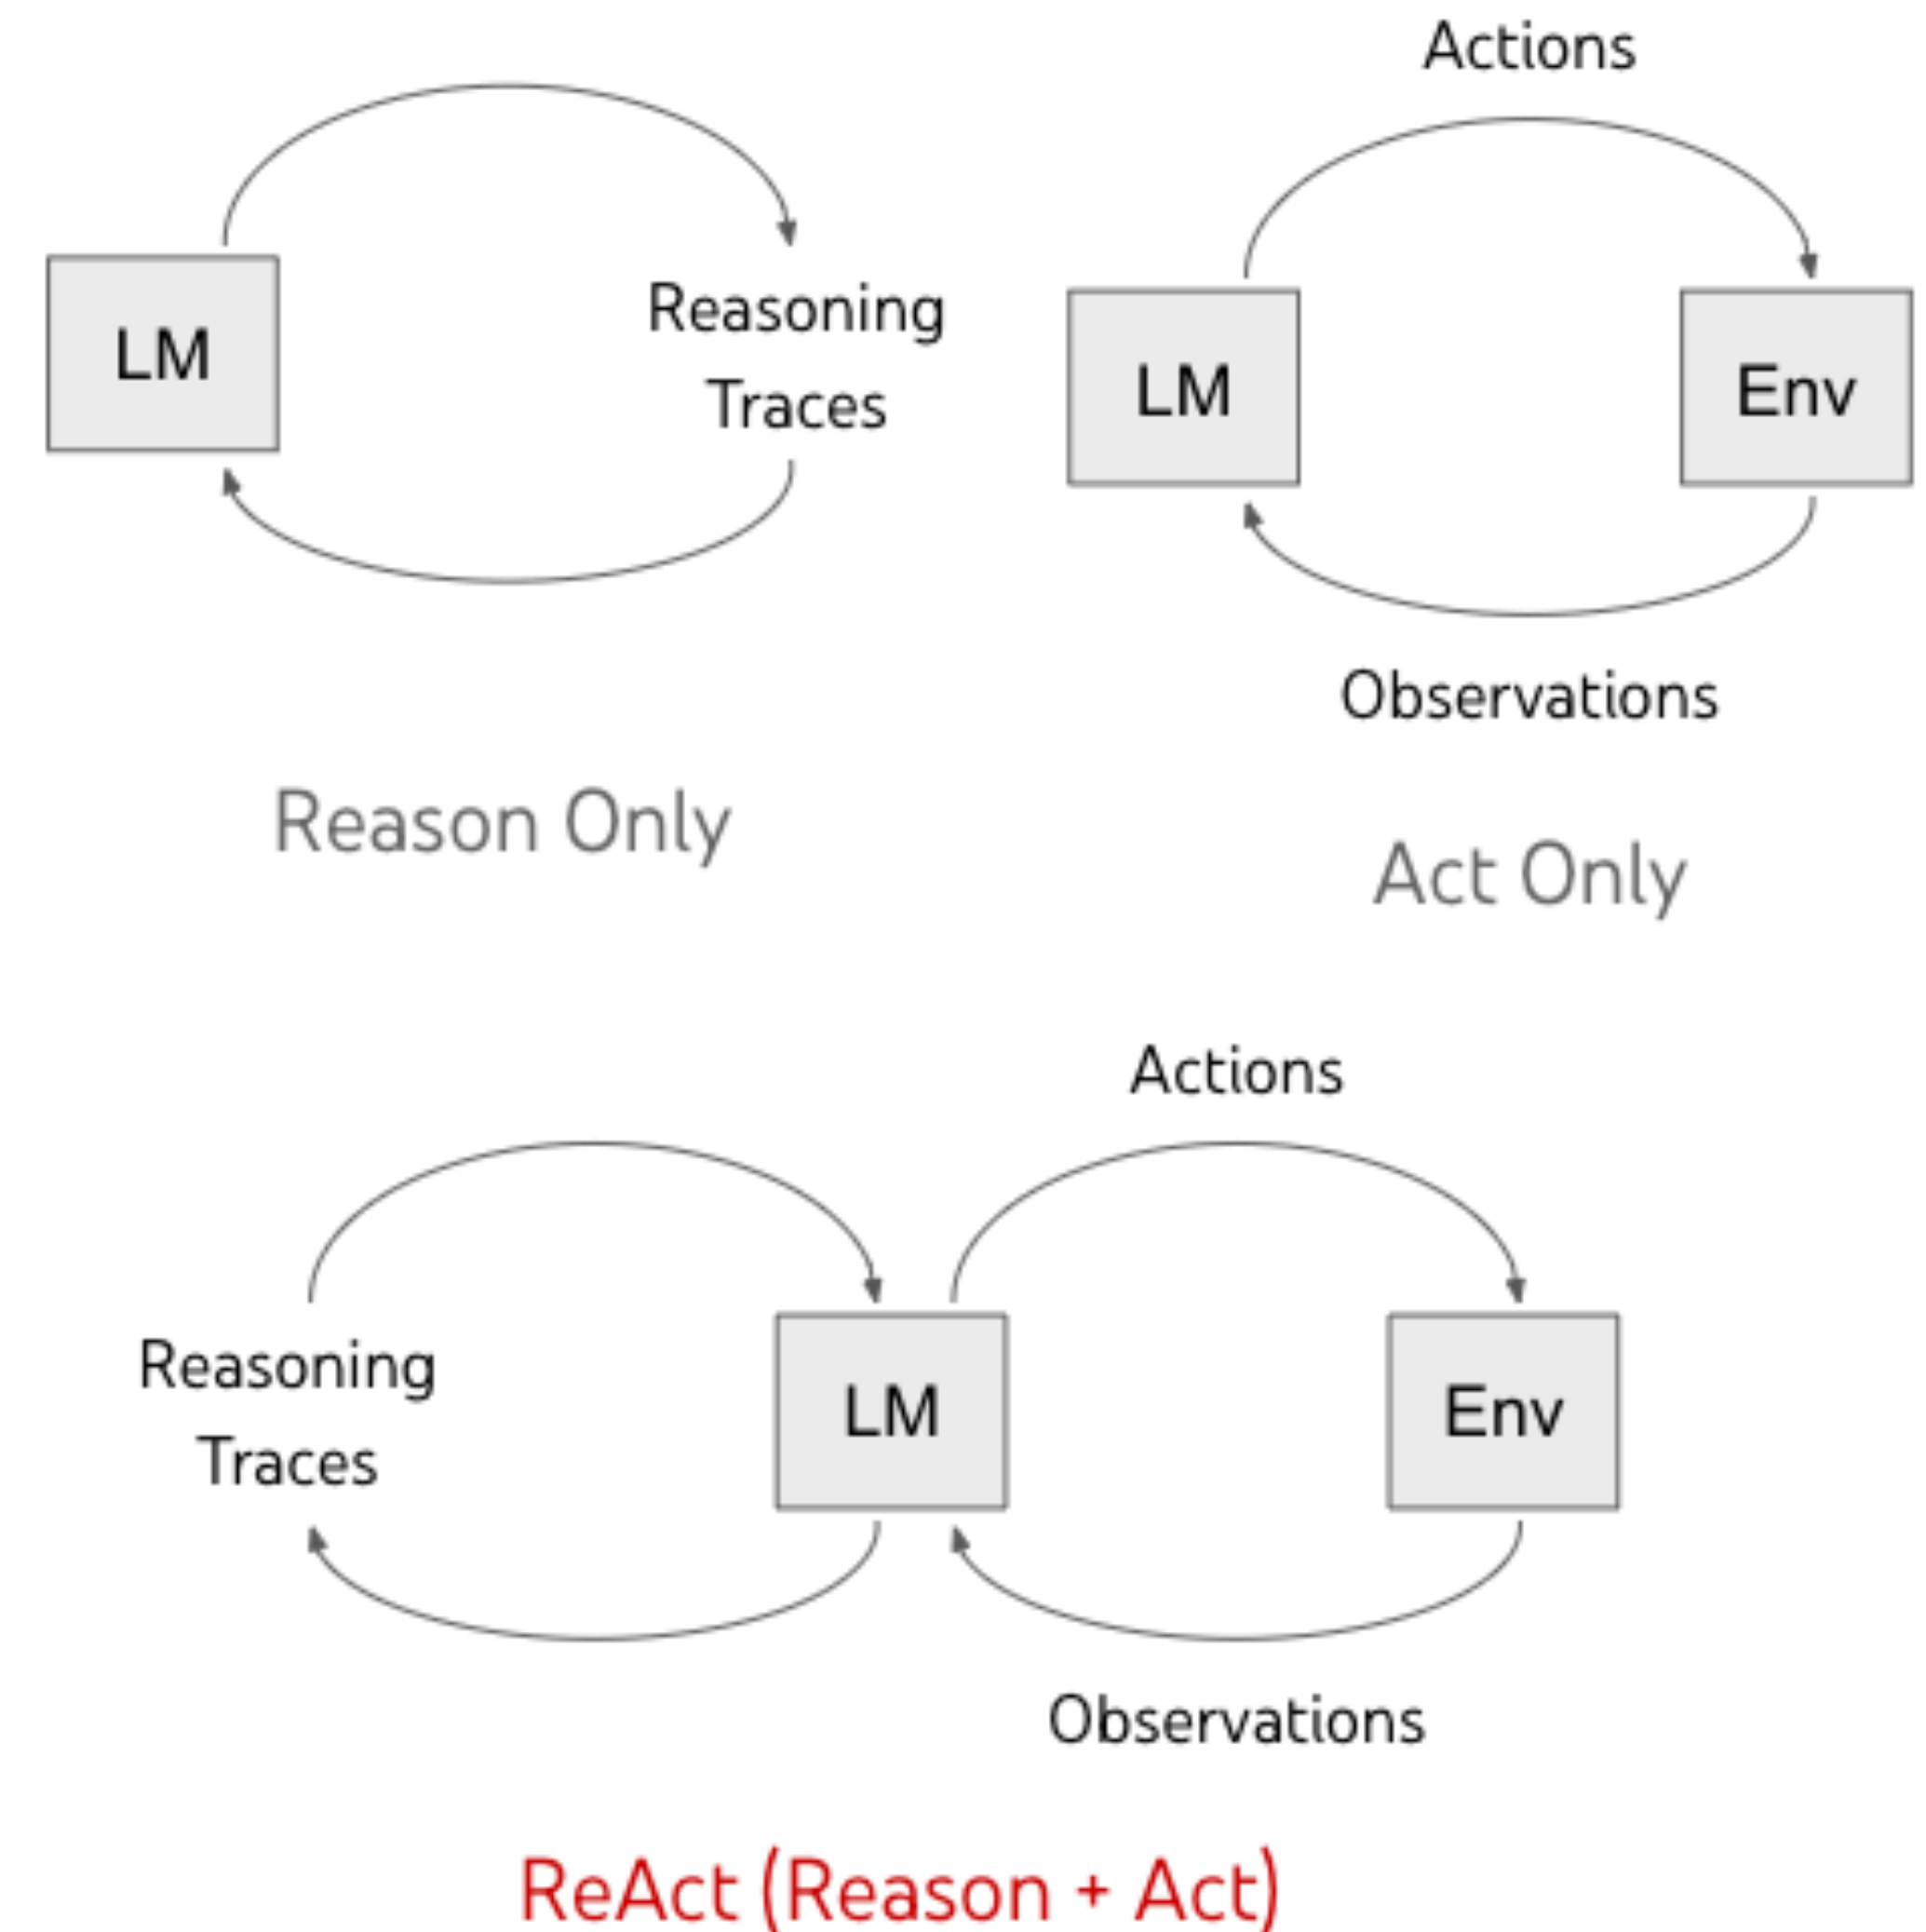 Actions
LM
Reasoning
Traces
LM
Env
Observations
Reason Only
Act Only
Actions
Reasoning
Traces
LM
Env
Observations
ReAct (Reason + Act)